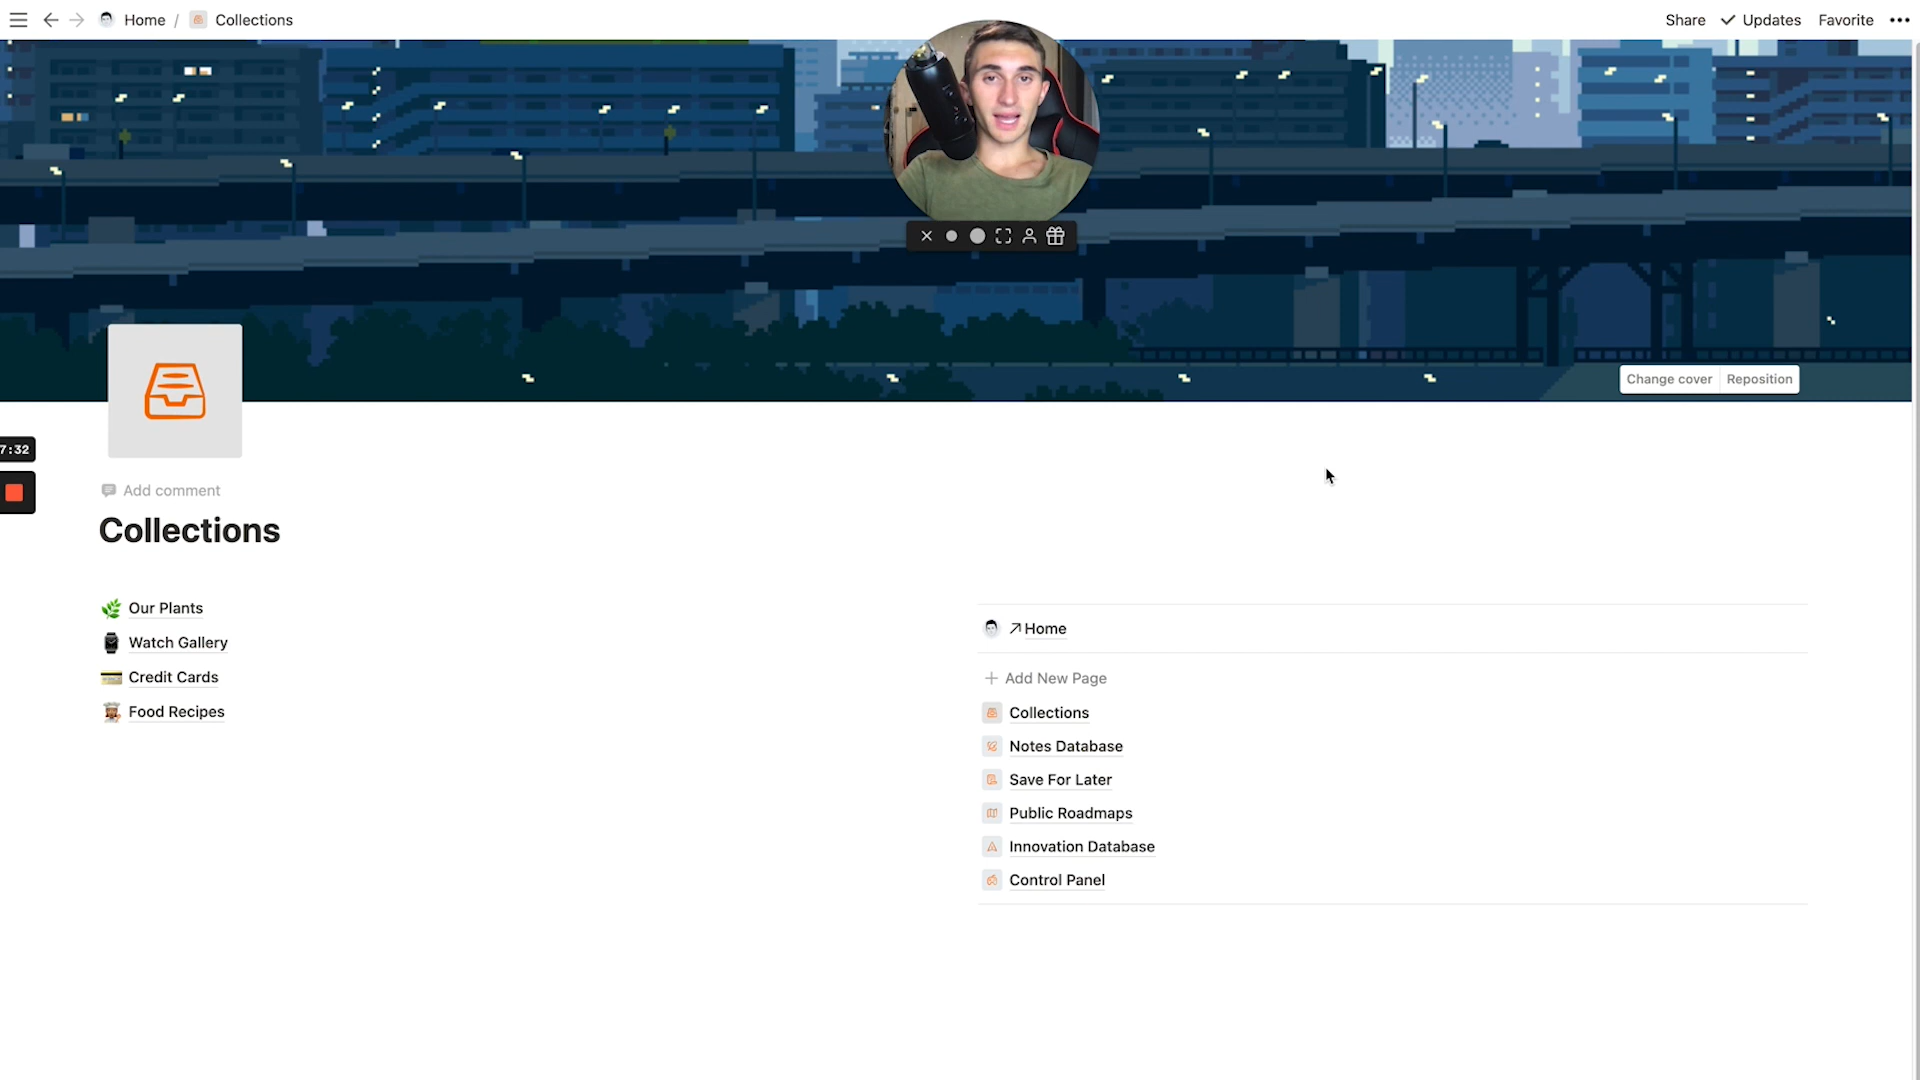 Home / Collections
Share Updates Favorite
Change cover Reposition
7:32
Add comment
Collections
Our Plants
Watch Gallery
Credit Cards
Food Recipes
Home
Add New Page
Collections
Notes Database
Save For Later
Public Roadmaps
Innovation Database
Control Panel